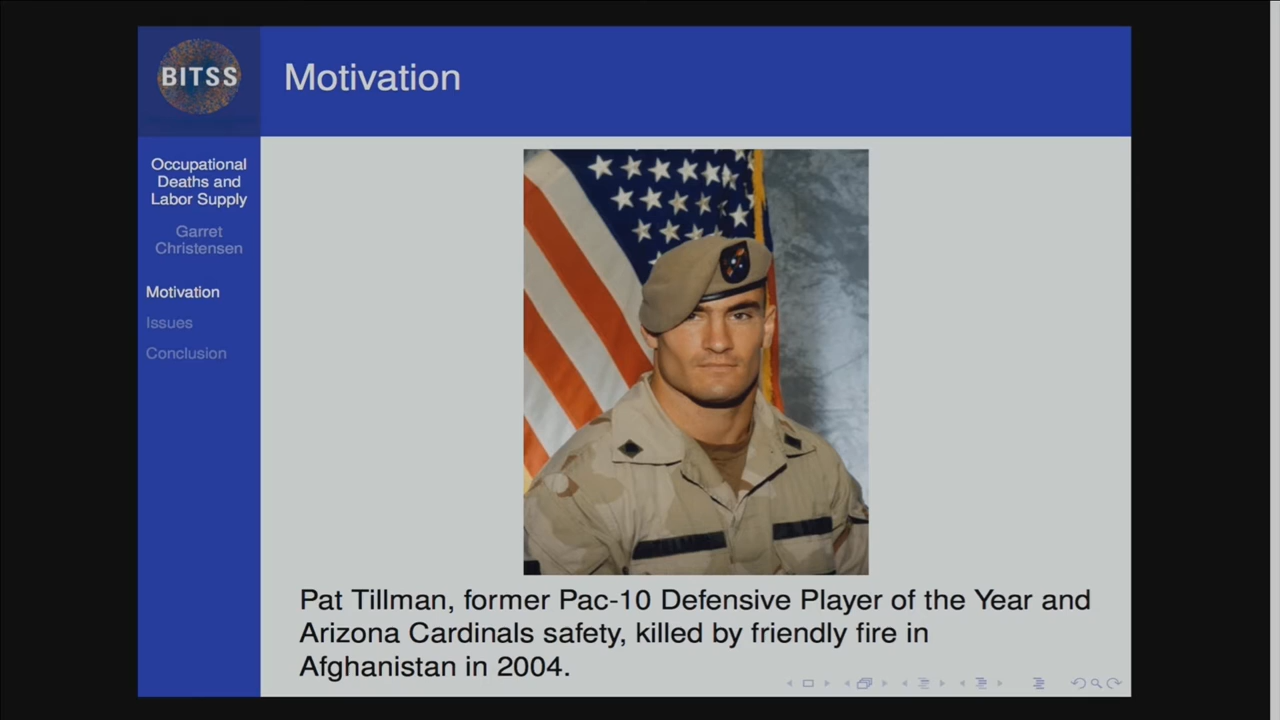 BITSS
Motivation
Occupational
Deaths and
Labor Supply
Garret
Christensen
Motivation
Issues
Conclusion
Pat Tillman, former Pac-10 Defensive Player of the Year and
Arizona Cardinals safety, killed by friendly fire in
Afghanistan in 2004.